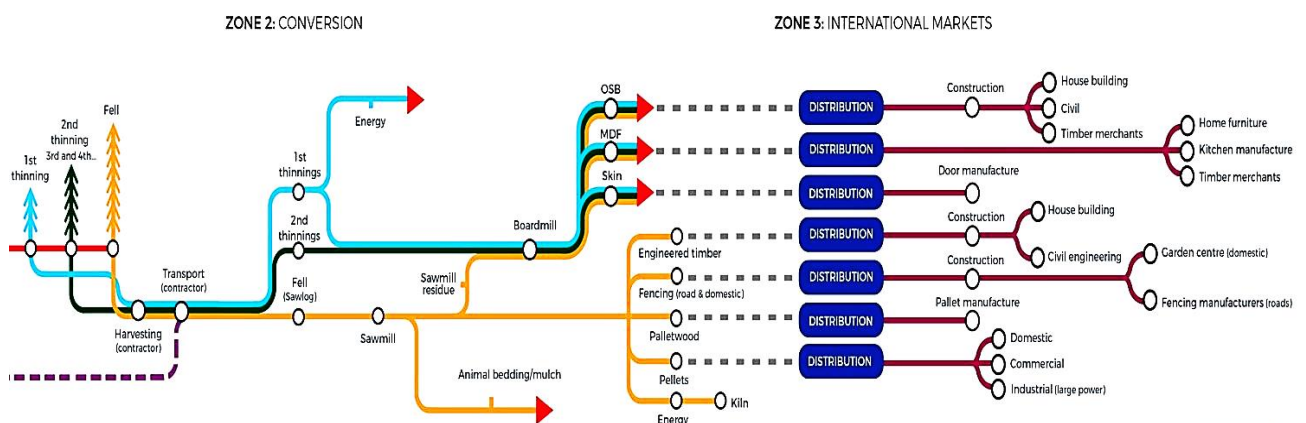 ZONE 2: CONVERSION
ZONE 3: INTERNATIONAL MARKETS
Fell
2nd
thinning
3rd and 4th...
1st
thinning
Transport
(contractor)
Harvesting
(contractor)
Energy
1st
thinnings
2nd
thinnings
Fell
(Sawlog)
Sawmill
Sawmill
residue
Animal bedding/mulch
Boardmill
OSB
MDF
Skin
Engineered timber
Fencing (road & domestic)
Palletwood
Pellets
Energy
Kiln
DISTRIBUTION
Construction
House building
Civil
Timber merchants
DISTRIBUTION
Home furniture
Kitchen manufacture
Timber merchants
DISTRIBUTION
Door manufacture
DISTRIBUTION
Construction
House building
Civil engineering
DISTRIBUTION
Construction
Garden centre (domestic)
Fencing manufacturers (roads)
DISTRIBUTION
Pallet manufacture
DISTRIBUTION
Domestic
Commercial
Industrial (large power)